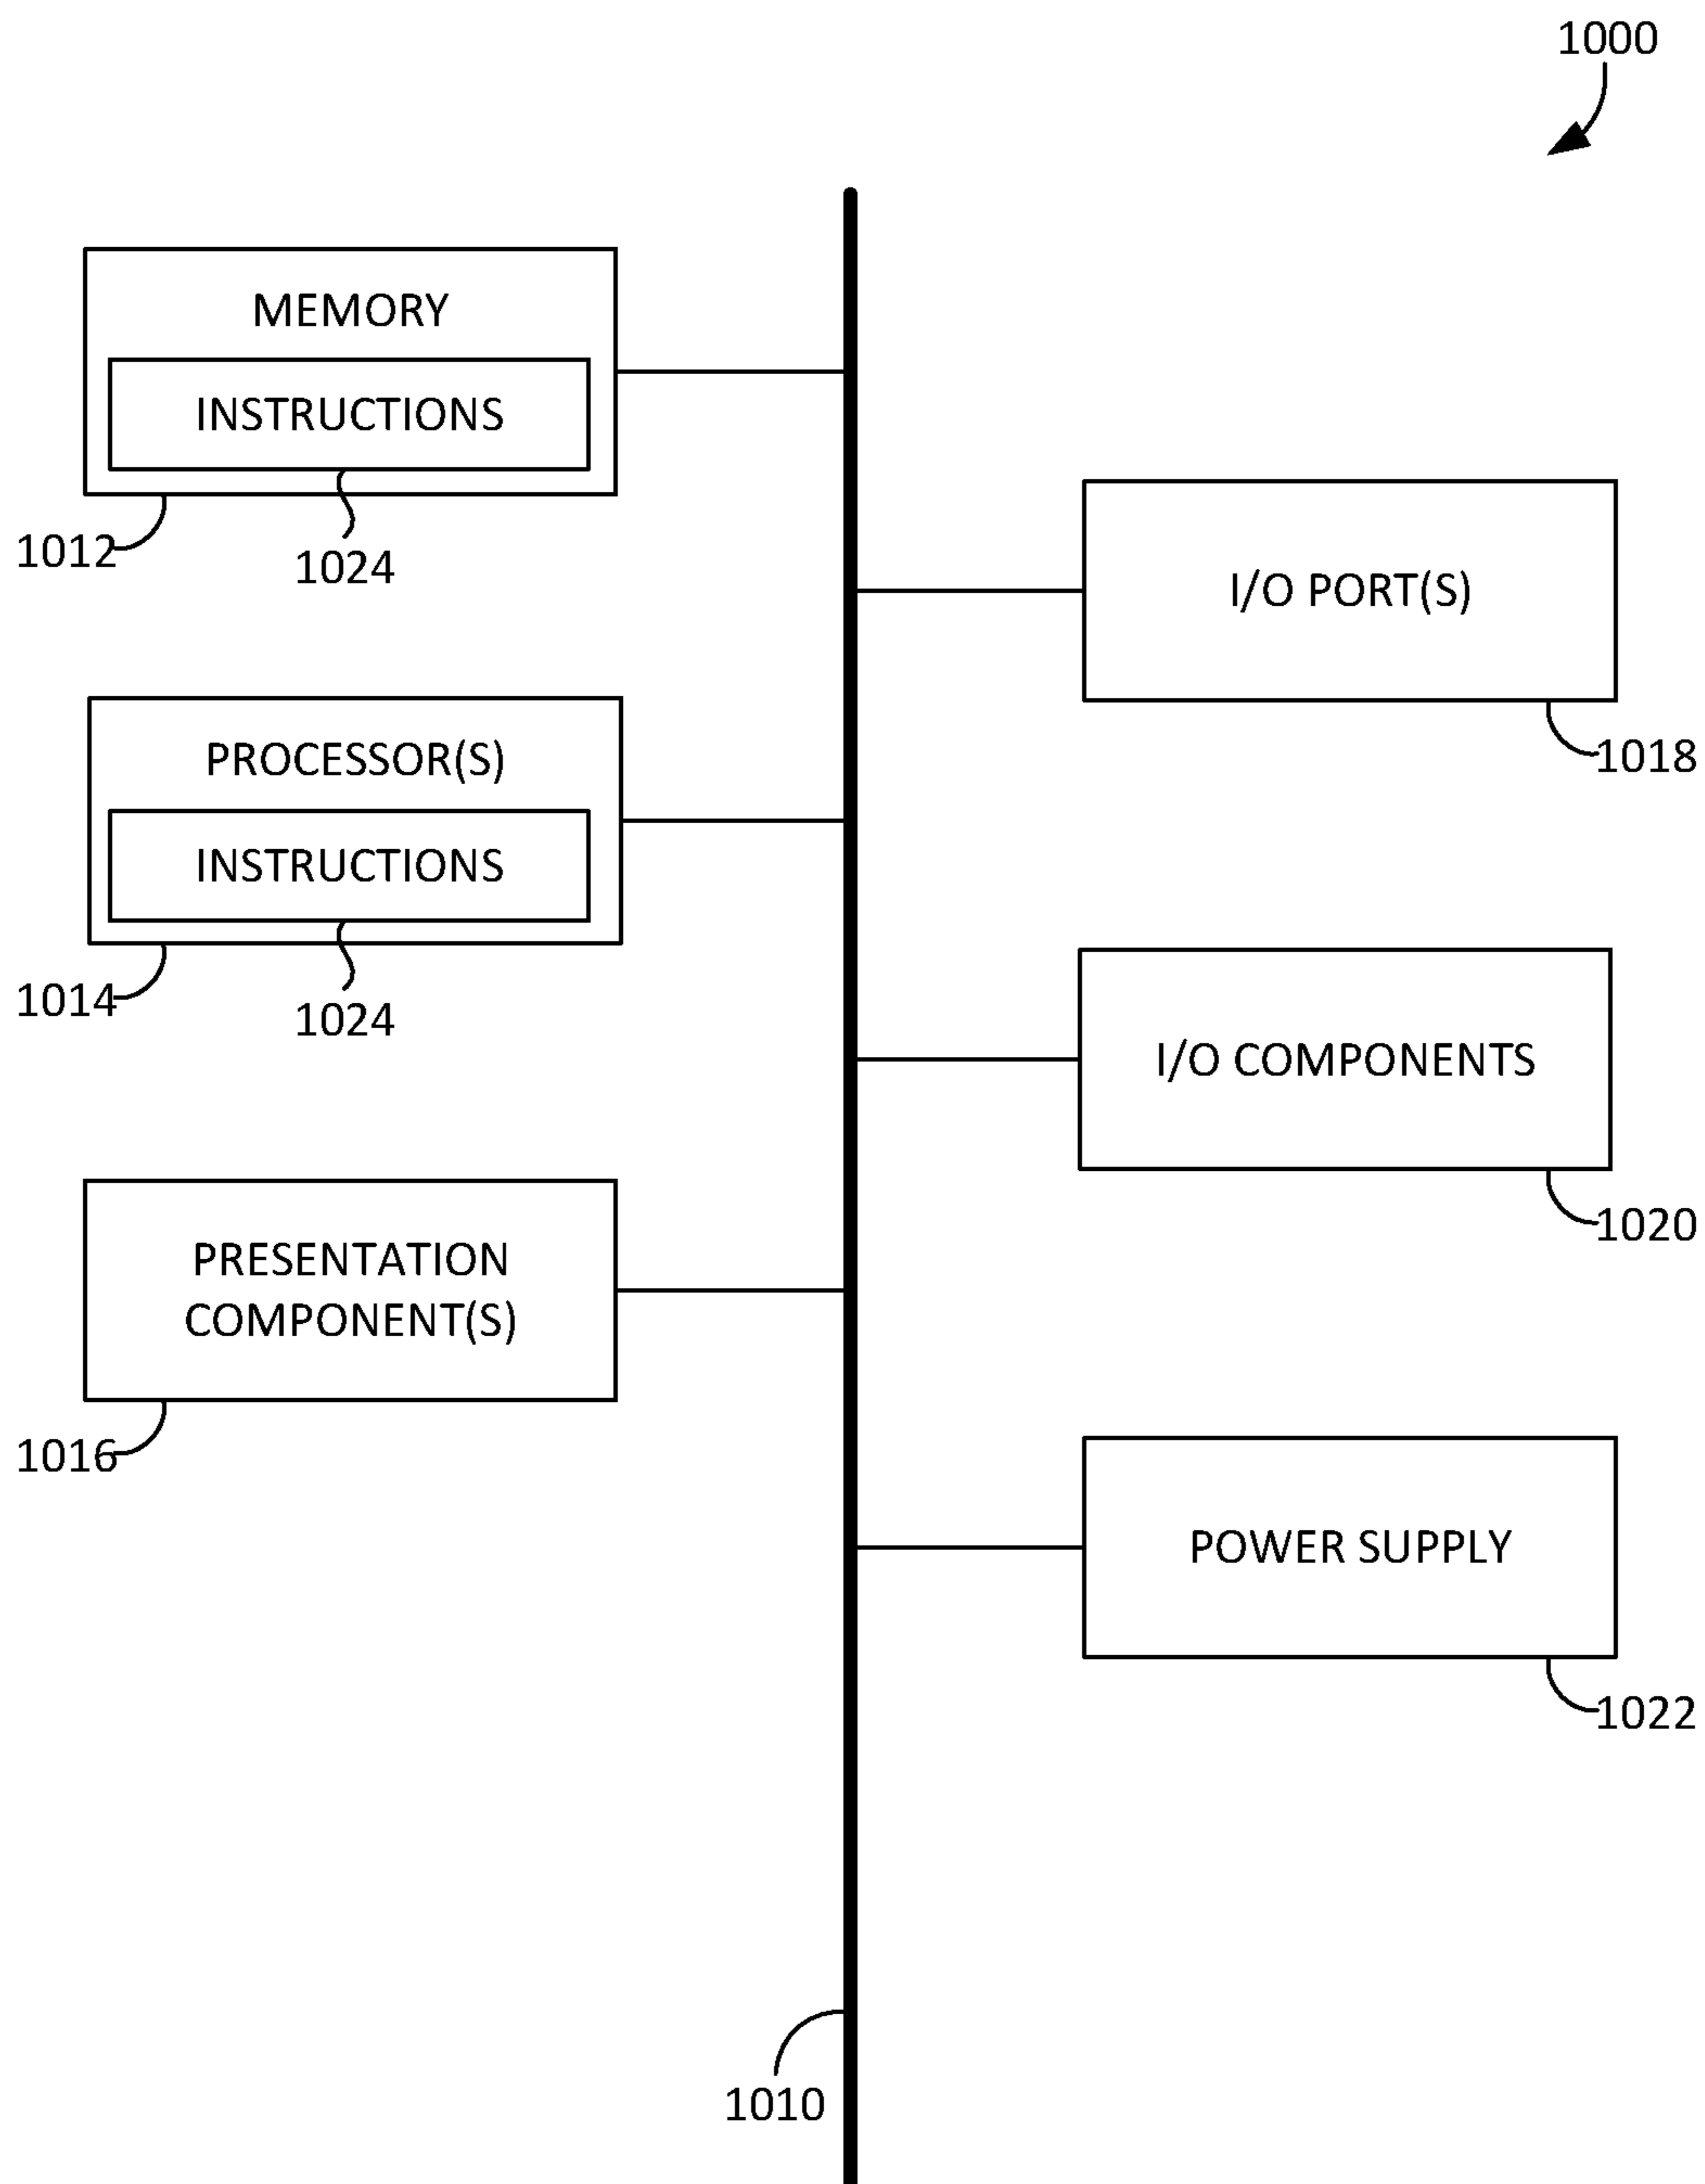 1000
MEMORY
INSTRUCTIONS
1012
1024
I/O PORT(S)
1018
PROCESSOR(S)
INSTRUCTIONS
1014
1024
I/O COMPONENTS
1020
PRESENTATION
COMPONENT(S)
1016
POWER SUPPLY
1022
1010